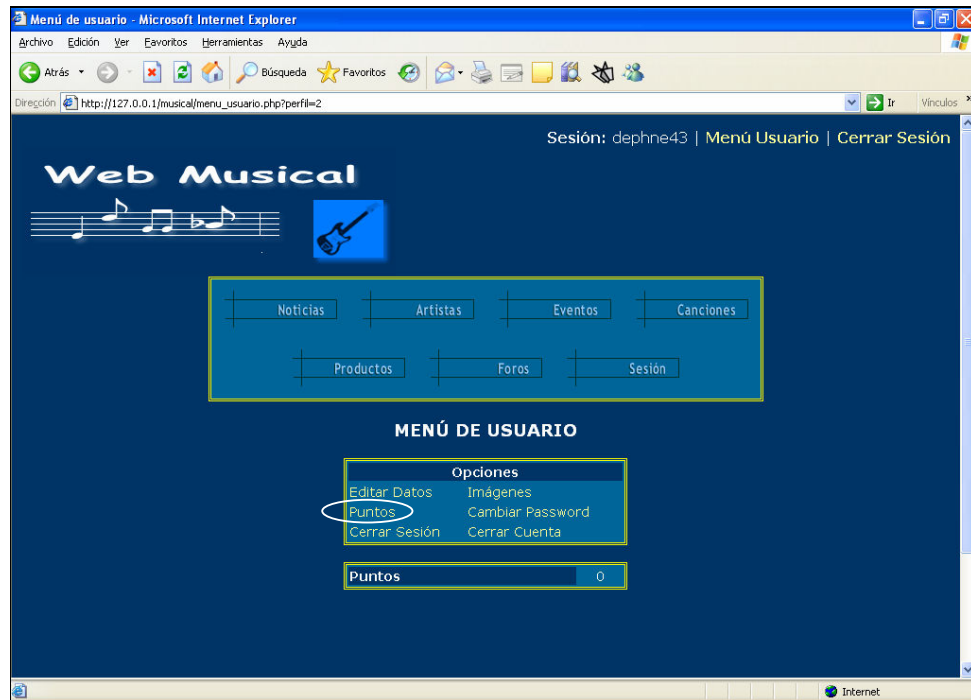 Menú de usuario - Microsoft Internet Explorer
Archivo Edición Ver Favoritos Herramientas Ayuda
Atrás Búsqueda Favoritos
Dirección http://127.0.0.1/musical/menu_usuario.php?perfil=2 Ir Vínculos
Sesión: dephne43 | Menú Usuario | Cerrar Sesión
Web Musical
Noticias Artistas Eventos Canciones
Productos Foros Sesión
MENÚ DE USUARIO
Opciones
Editar Datos Imágenes
Puntos Cambiar Password
Cerrar Sesión Cerrar Cuenta
Puntos 0
Internet